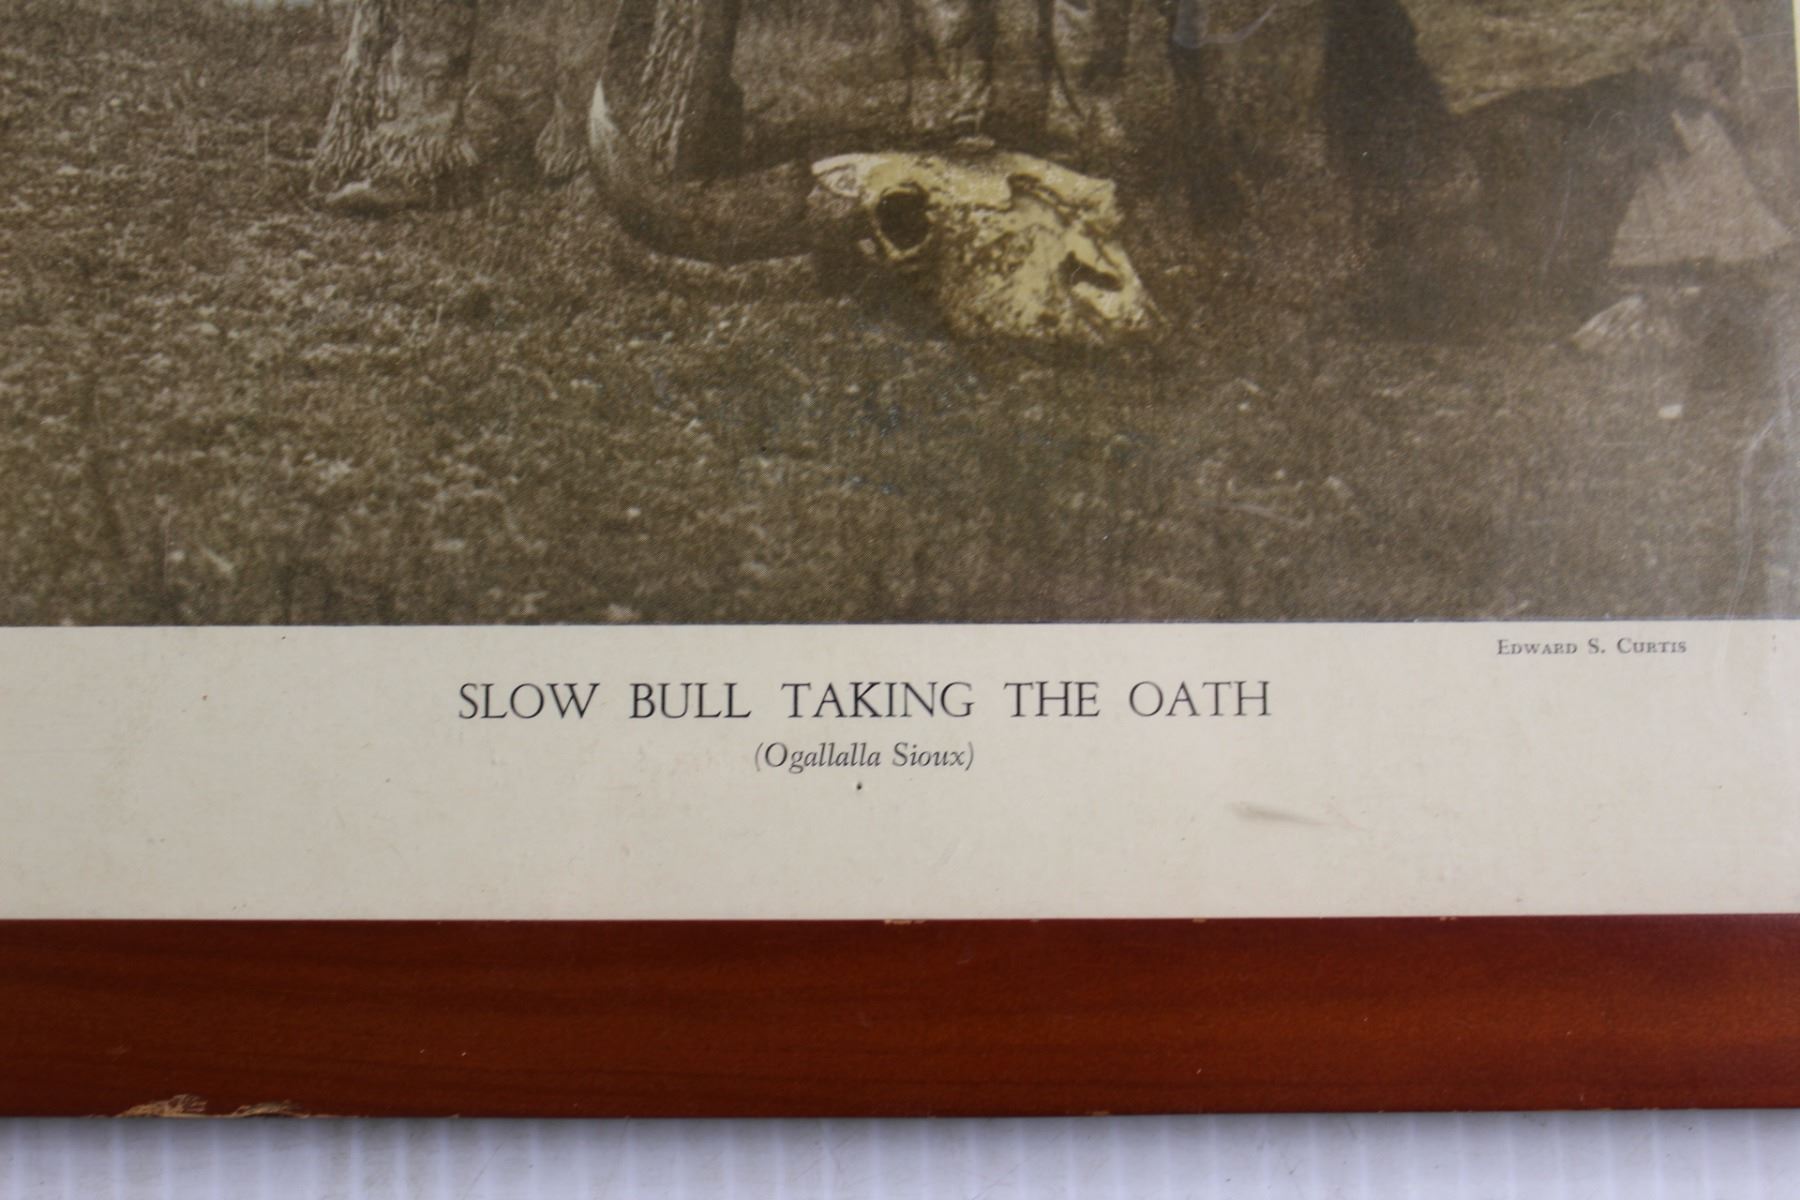 EDWARD S. CURTIS
SLOW BULL TAKING THE OATH
(Ogallalla Sioux)